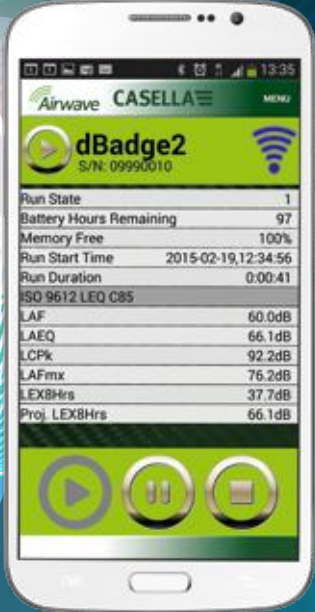 13:35
Airwave CASELLA MENU
dBadge2
S/N: 09990010
Run State 1
Battery Hours Remaining 97
Memory Free 100%
Run Start Time 2015-02-19,12:34:56
Run Duration 0:00:41
ISO 9612 LEQ C85
LAF 60.0dB
LAEQ 66.1dB
LCPk 92.2dB
LAFmx 76.2dB
LEX8Hrs 37.7dB
Proj. LEX8Hrs 66.1dB